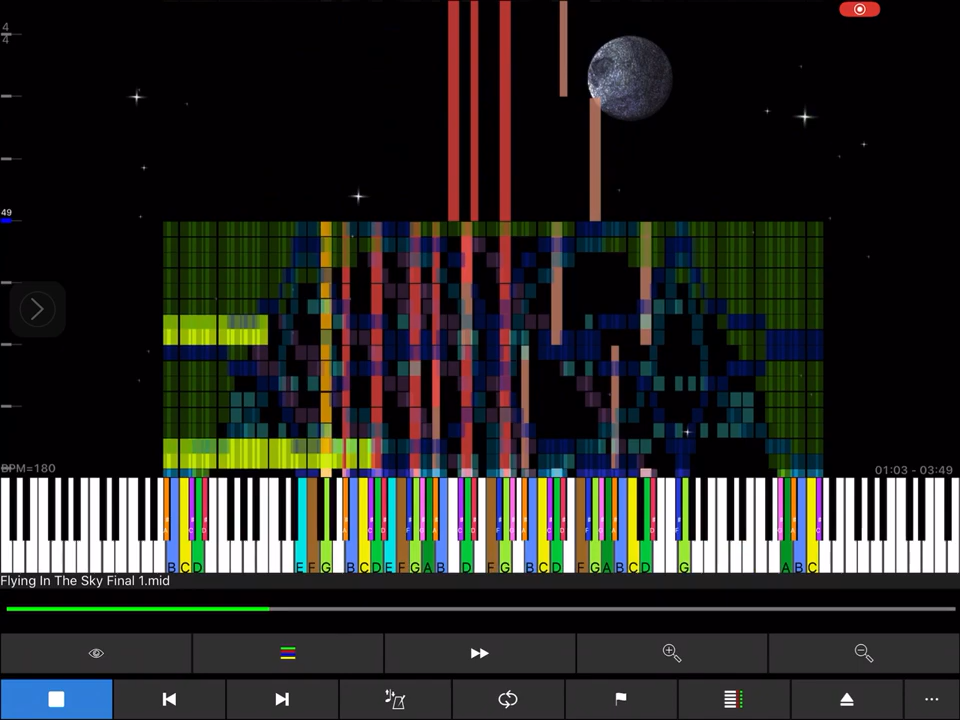 4
4
49
BPM=180
01:03 - 03:49
B C D E F G B C D E F G A B D F G B C D F G A B C D G A B C
Flying In The Sky Final 1.mid